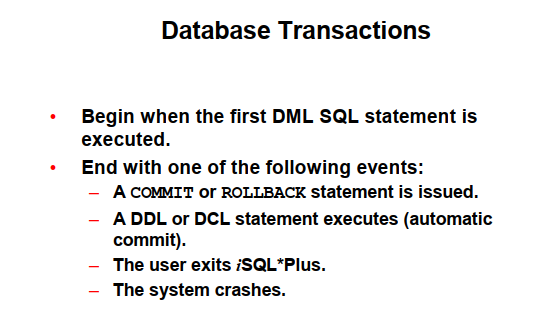 Database Transactions
• Begin when the first DML SQL statement is
executed.
• End with one of the following events:
– A COMMIT or ROLLBACK statement is issued.
– A DDL or DCL statement executes (automatic
commit).
– The user exits iSQL*Plus.
– The system crashes.